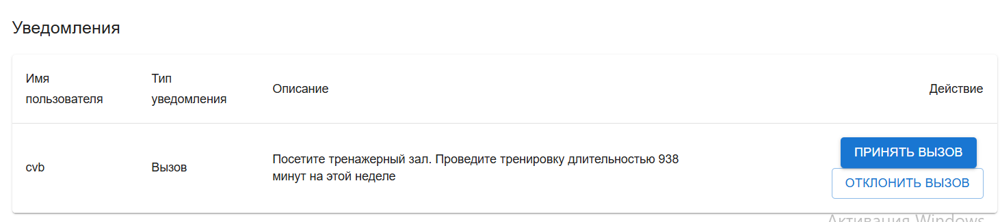 Уведомления
Имя
пользователя
Тип
уведомления
Описание
Действие
cvb
Вызов
Посетите тренажерный зал. Проведите тренировку длительностью 938
минут на этой неделе
ПРИНЯТЬ ВЫЗОВ
ОТКЛОНИТЬ ВЫЗОВ
Активация Windows